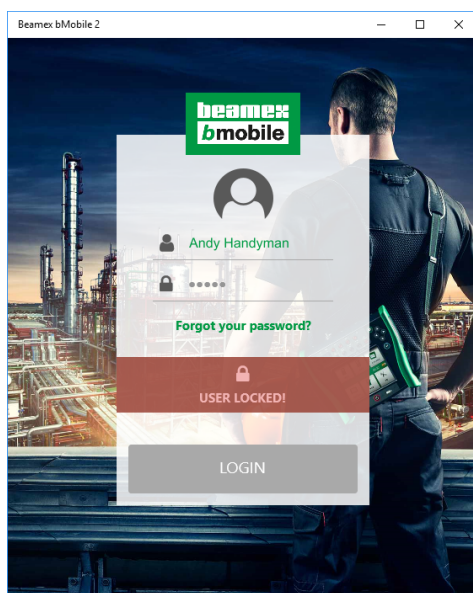 Beamex bMobile 2
beamex
bmobile
Andy Handyman
Forgot your password?
USER LOCKED!
LOGIN